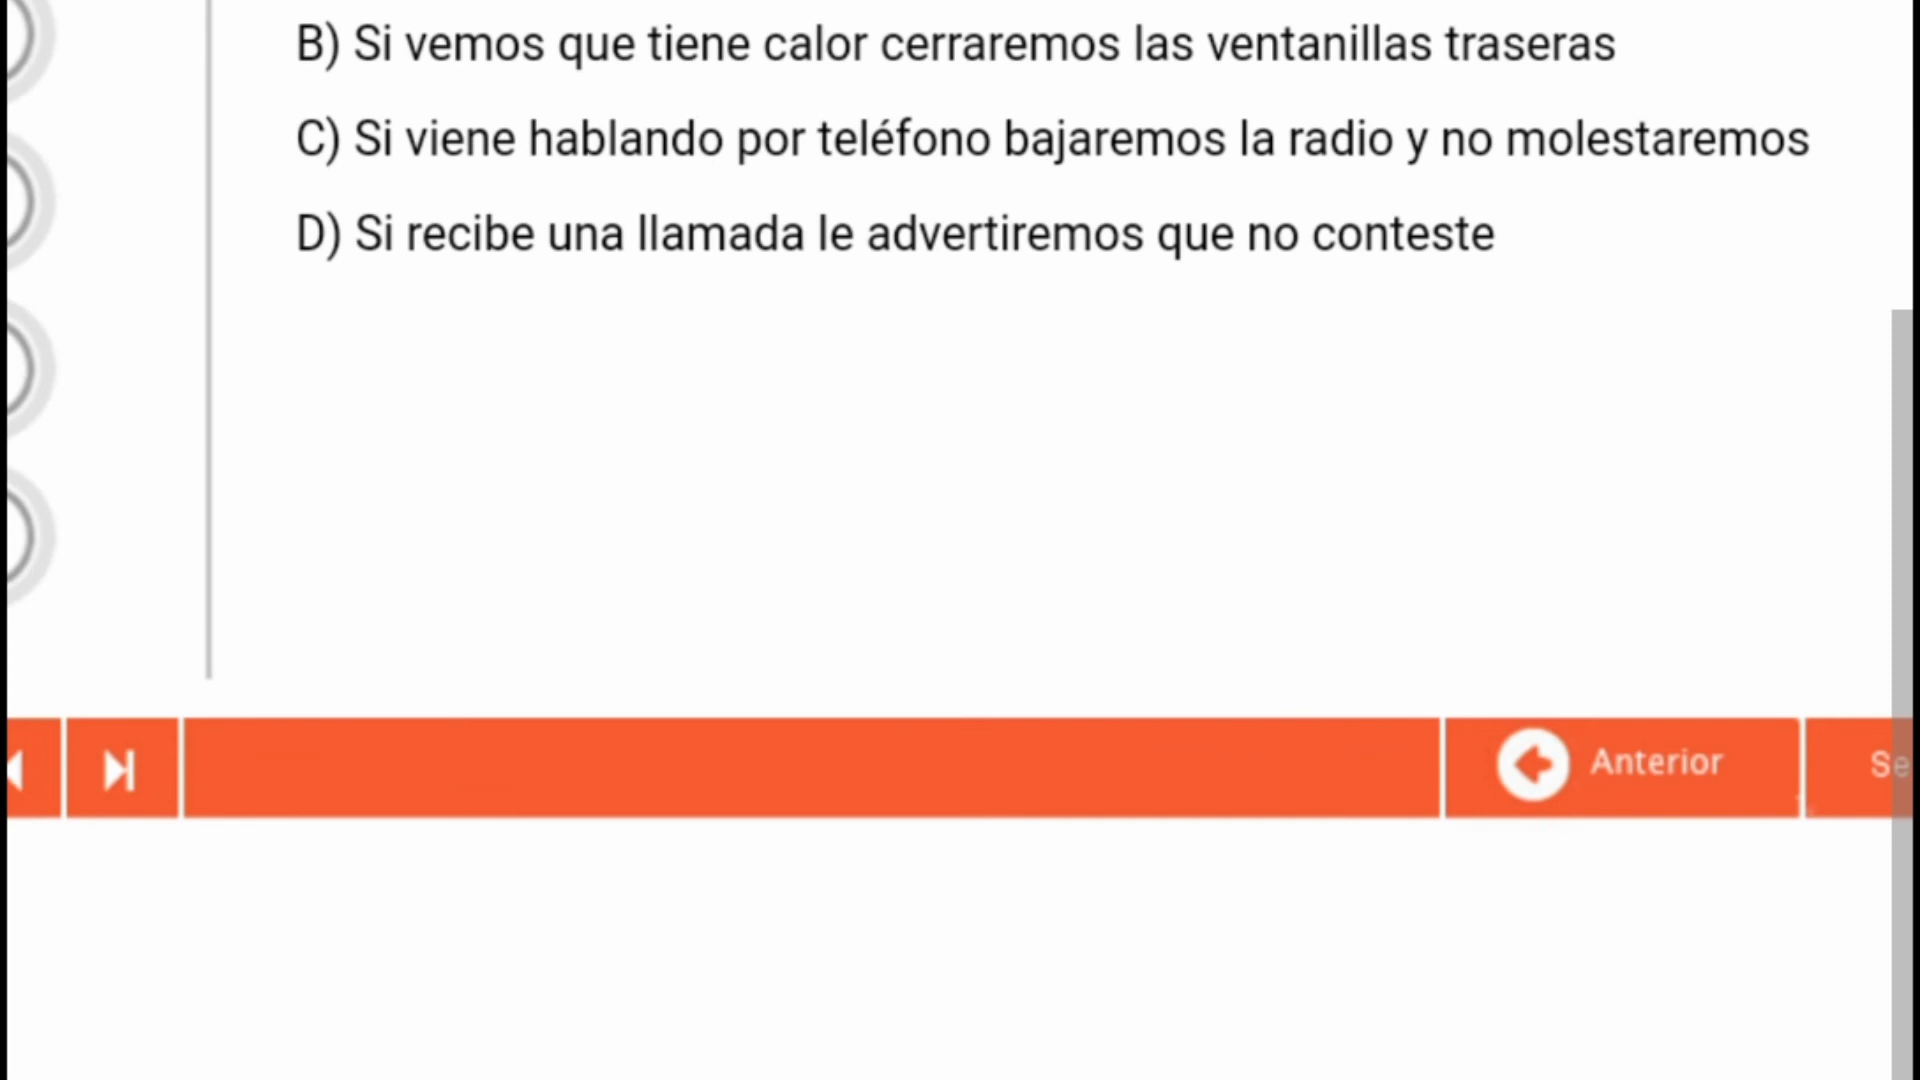 B) Si vemos que tiene calor cerraremos las ventanillas traseras
C) Si viene hablando por teléfono bajaremos la radio y no molestaremos
D) Si recibe una llamada le advertiremos que no conteste
Anterior
Se